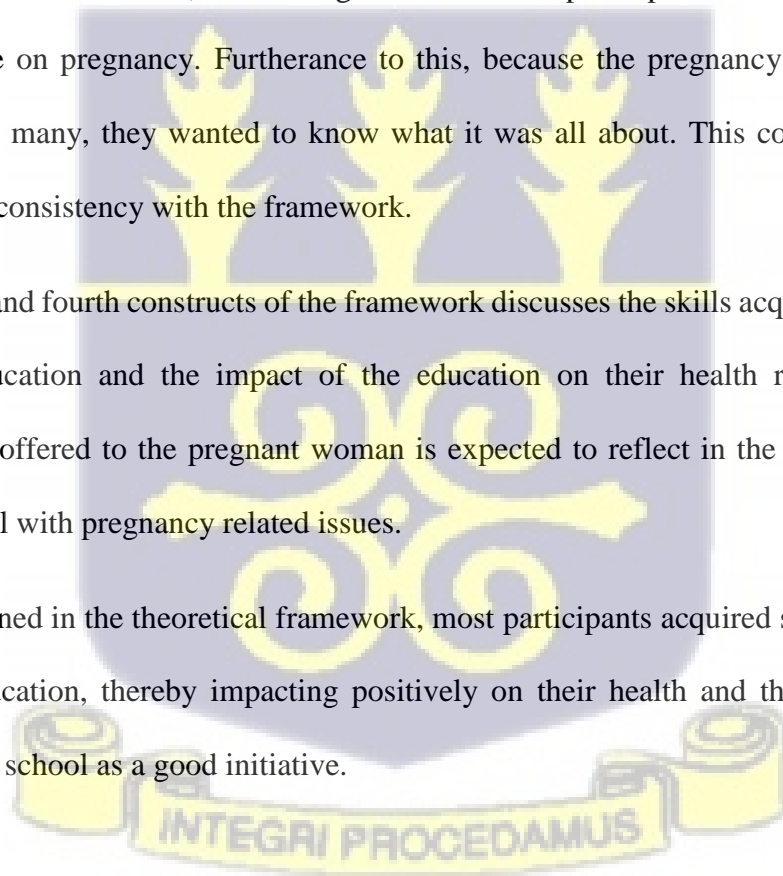 on pregnancy. Furtherance to this, because the pregnancy
many, they wanted to know what it was all about. This co
consistency with the framework.
and fourth constructs of the framework discusses the skills acq
ucation and the impact of the education on their health r
offered to the pregnant woman is expected to reflect in the
l with pregnancy related issues.
ned in the theoretical framework, most participants acquired s
ucation, thereby impacting positively on their health and th
school as a good initiative.
INTEGRI PROCEDAMUS